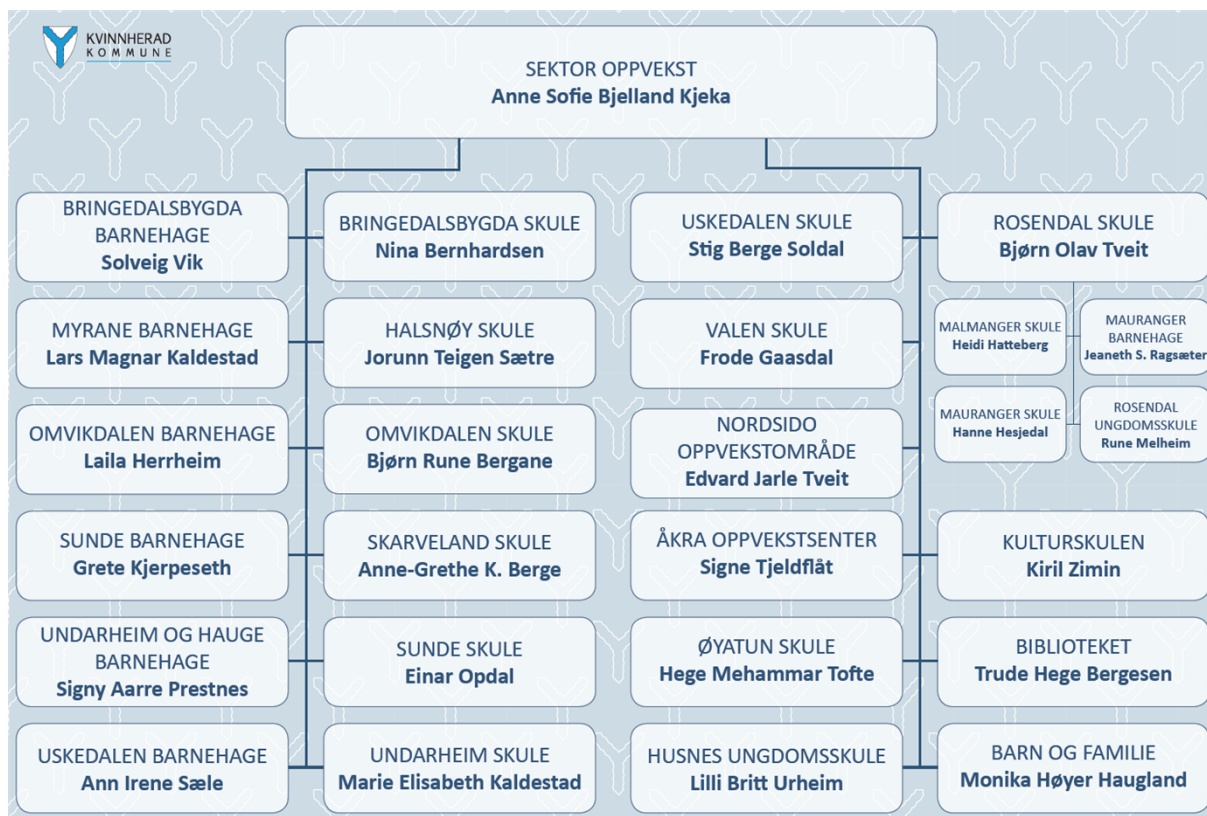 KVINNHERAD
KOMMUNE
SEKTOR OPPVEKST
Anne Sofie Bjelland Kjeka
BRINGEDALSBYGDA
BARNEHAGE
Solveig Vik
BRINGEDALSBYGDA SKULE
Nina Bernhardsen
USKEDALEN SKULE
Stig Berge Soldal
ROSENDAL SKULE
Bjørn Olav Tveit
MYRANE BARNEHAGE
Lars Magnar Kaldestad
HALSNØY SKULE
Jorunn Teigen Sætre
VALEN SKULE
Frode Gaasdal
MALMANGER SKULE
Heidi Hatteberg
MAURANGER
BARNEHAGE
Jeaneth S. Ragsæter
OMVIKDALEN BARNEHAGE
Laila Herrheim
OMVIKDALEN SKULE
Bjørn Rune Bergane
NORDSIDO
OPPVEKSTOMRÅDE
Edvard Jarle Tveit
MAURANGER SKULE
Hanne Hesjedal
ROSENDAL
UNGDOMSSKULE
Rune Melheim
SUNDE BARNEHAGE
Grete Kjerpeseth
SKARVELAND SKULE
Anne-Grethe K. Berge
ÅKRA OPPVEKSTSENTER
Signe Tjeldflåt
KULTURSKULEN
Kiril Zimin
UNDARHEIM OG HAUGE
BARNEHAGE
Signy Aarre Prestnes
SUNDE SKULE
Einar Opdal
ØYATUN SKULE
Hege Mehammar Tofte
BIBLIOTEKET
Trude Hege Bergesen
USKEDALEN BARNEHAGE
Ann Irene Sæle
UNDARHEIM SKULE
Marie Elisabeth Kaldestad
HUSNES UNGDOMSSKULE
Lilli Britt Urheim
BARN OG FAMILIE
Monika Høyer Haugland